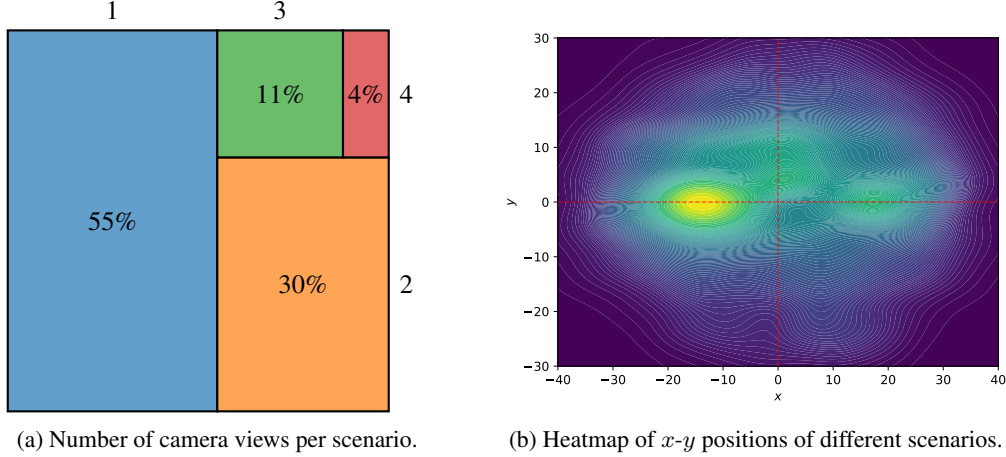 1 3
11% 4% 4
55%
30% 2
(a) Number of camera views per scenario.
30
20
10
y 0
−10
−20
−30
−40 −30 −20 −10 0 10 20 30 40
x
(b) Heatmap of x-y positions of different scenarios.